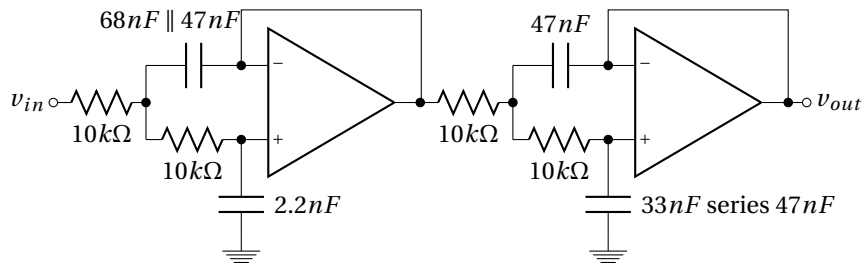 68nF ∥ 47nF
47nF
−
−
v_in
v_out
10kΩ
10kΩ
+
+
10kΩ
10kΩ
2.2nF
33nF series 47nF